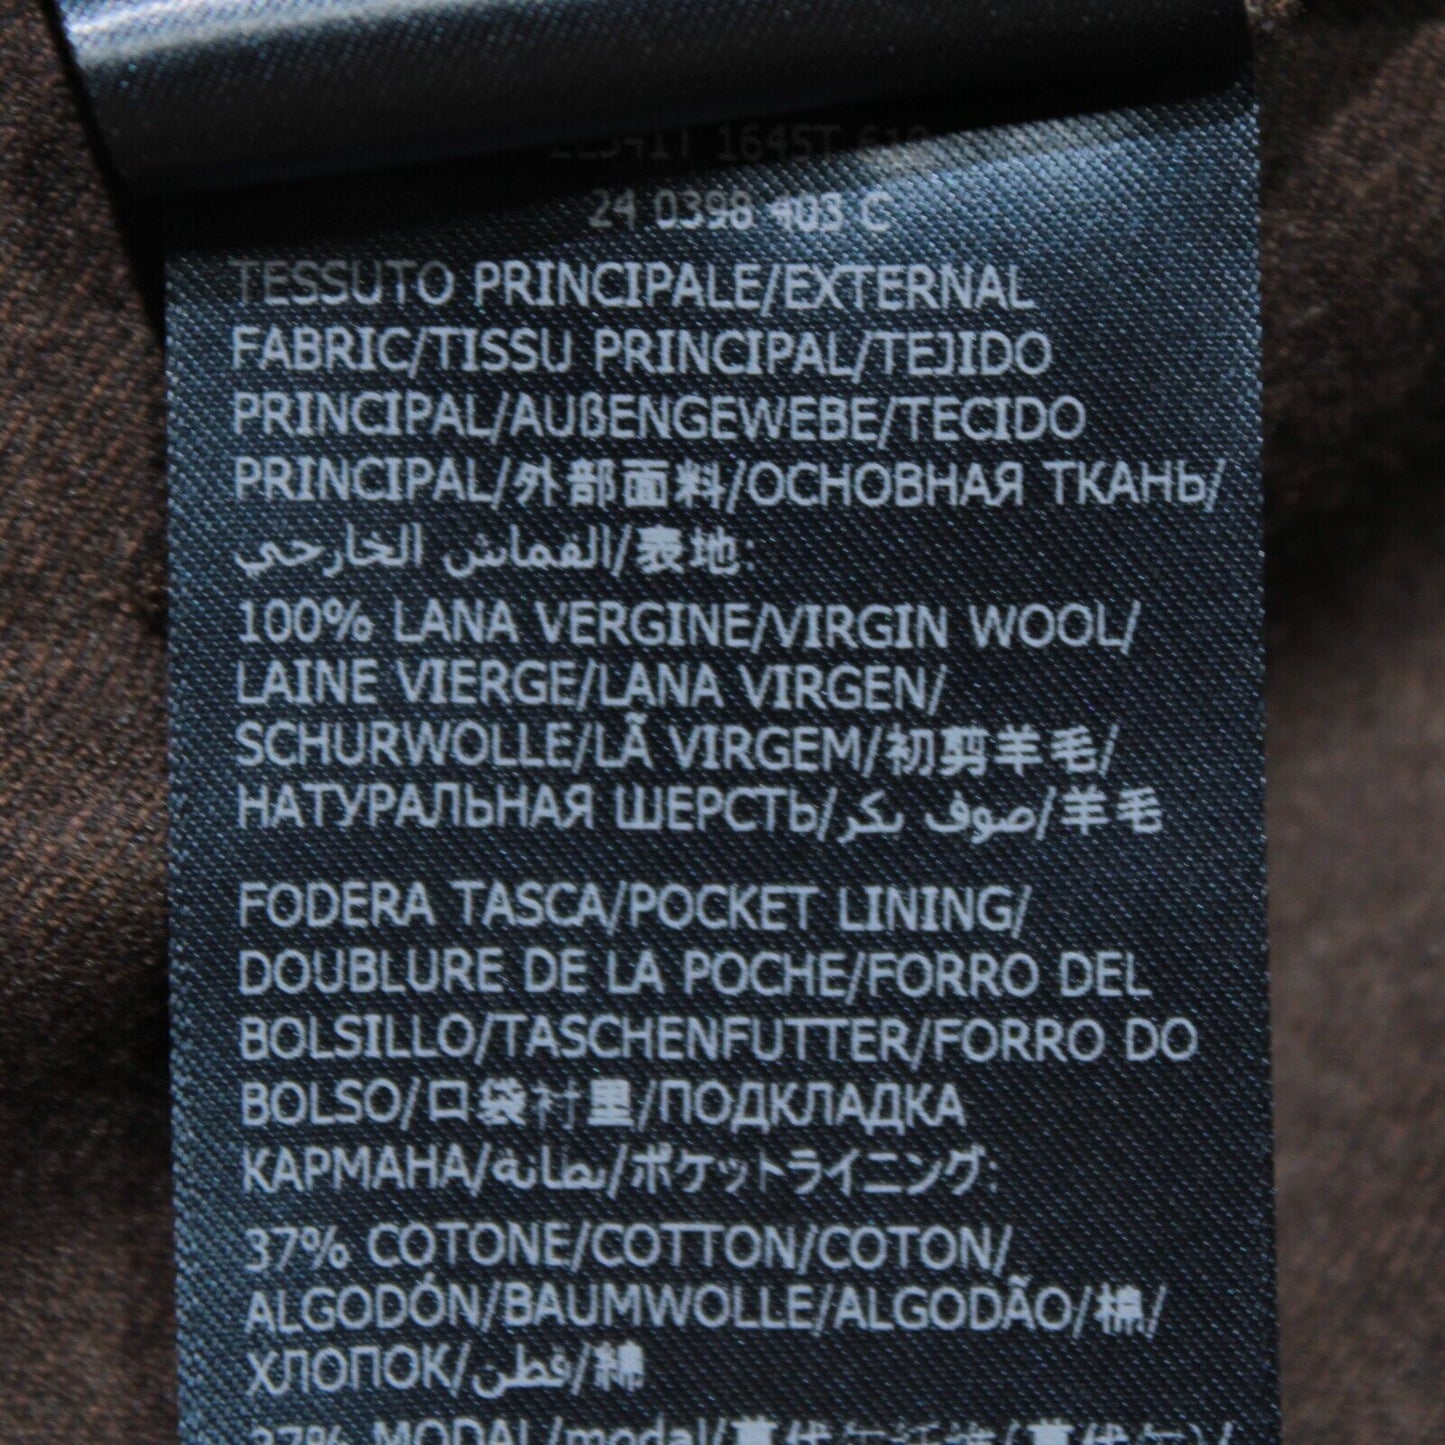 1645T
24 0398 403 C
TESSUTO PRINCIPALE/EXTERNAL
FABRIC/TISSU PRINCIPAL/TEJIDO
PRINCIPAL/AUßENGEWEBE/TECIDO
PRINCIPAL/外部面料/ОСНОВНАЯ ТКАНЬ/
القماش الخارجي/表地:
100% LANA VERGINE/VIRGIN WOOL/
LAINE VIERGE/LANA VIRGEN/
SCHURWOLLE/LÃ VIRGEM/初剪羊毛/
НАТУРАЛЬНАЯ ШЕРСТЬ/صوف بكر/羊毛
FODERA TASCA/POCKET LINING/
DOUBLURE DE LA POCHE/FORRO DEL
BOLSILLO/TASCHENFUTTER/FORRO DO
BOLSO/口袋衬里/ПОДКЛАДКА
КАРМАНА/بطانة/ポケットライニング:
37% COTONE/COTTON/COTON/
ALGODÓN/BAUMWOLLE/ALGODÃO/棉/
ХЛОПОК/قطن/綿
37% MODAL/modal/